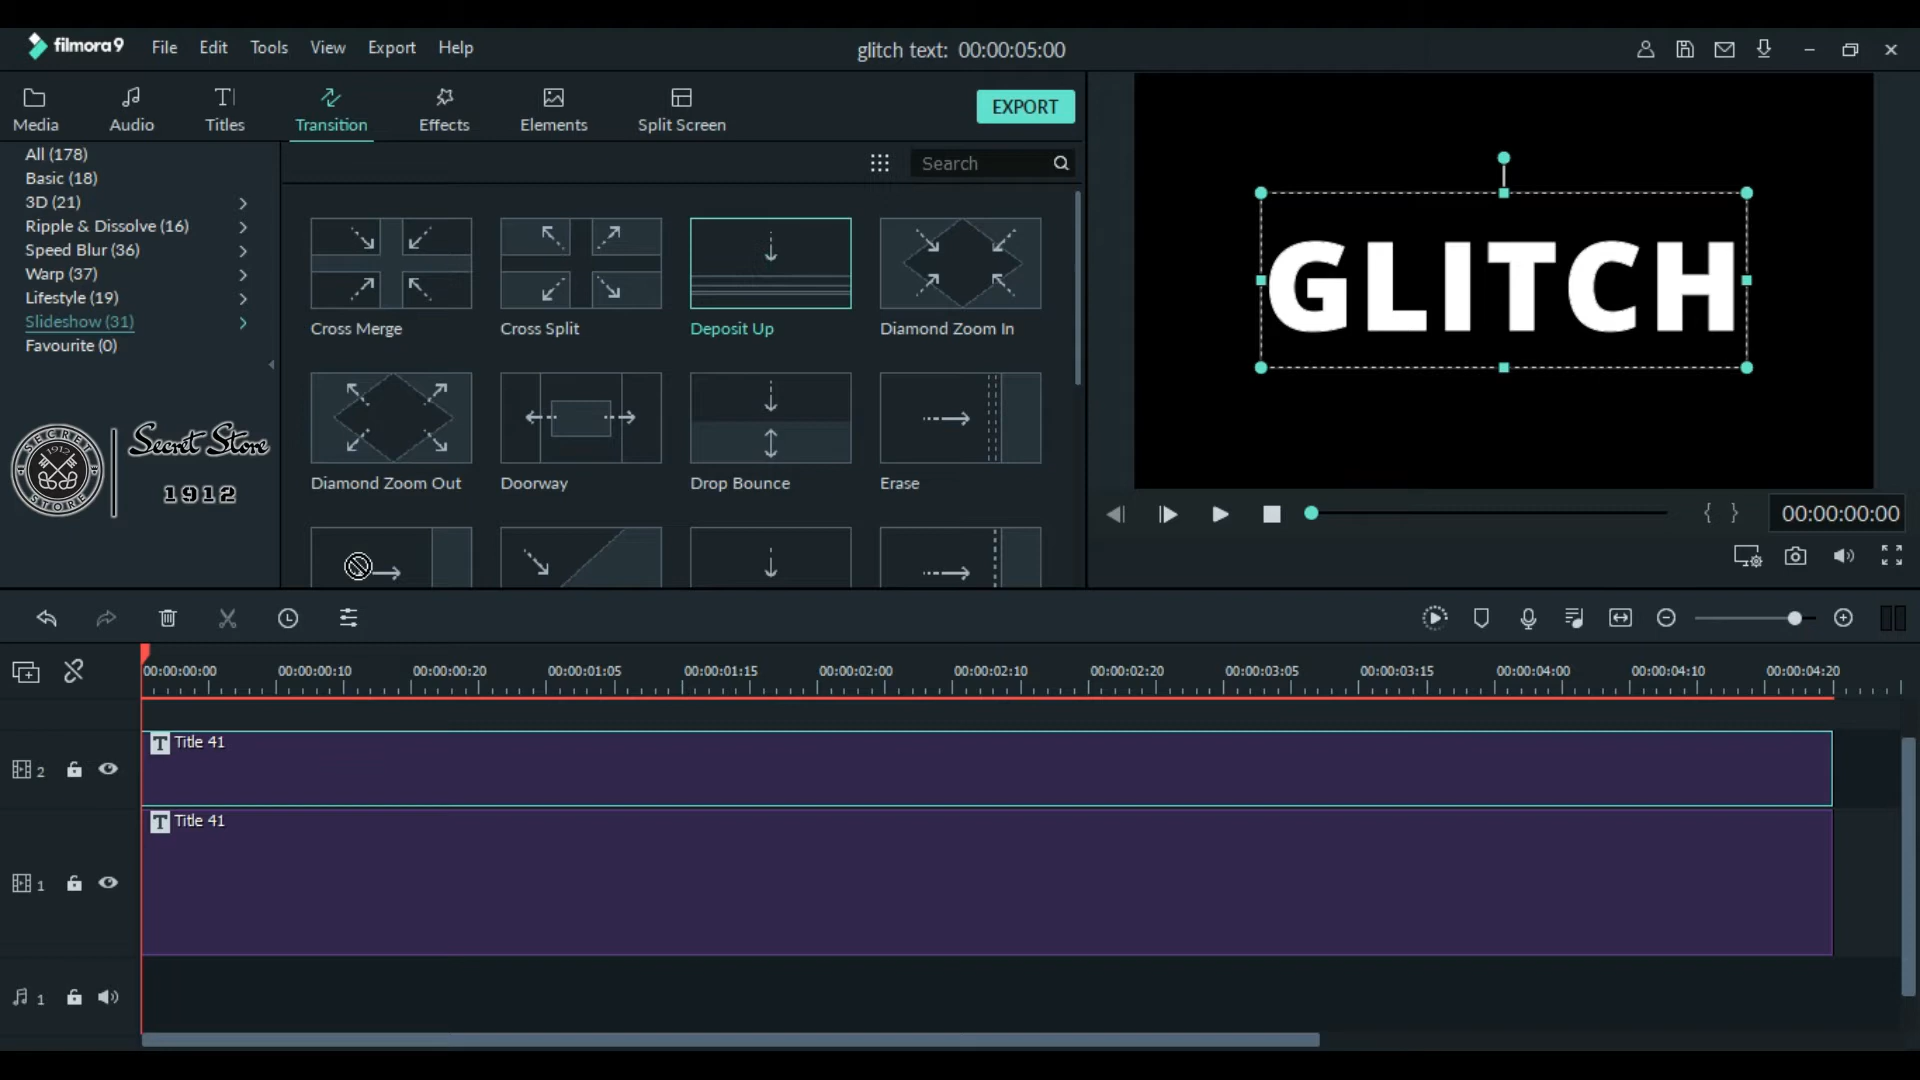 filmora9 File Edit Tools View Export Help glitch text: 00:00:05:00
Media Audio Titles Transition Effects Elements Split Screen EXPORT
All (178)
Basic (18)
3D (21)
Ripple & Dissolve (16)
Speed Blur (36)
Warp (37)
Lifestyle (19)
Slideshow (31)
Favourite (0)
SECRET
1912
STORE
Secret Store
1912
Search
Cross Merge Cross Split Deposit Up Diamond Zoom In
Diamond Zoom Out Doorway Drop Bounce Erase
GLITCH
{ } 00:00:00:00
00:00:00:00 00:00:00:10 00:00:00:20 00:00:01:05 00:00:01:15 00:00:02:00 00:00:02:10 00:00:02:20 00:00:03:05 00:00:03:15 00:00:04:00 00:00:04:10 00:00:04:20
2 T Title 41
1 T Title 41
1